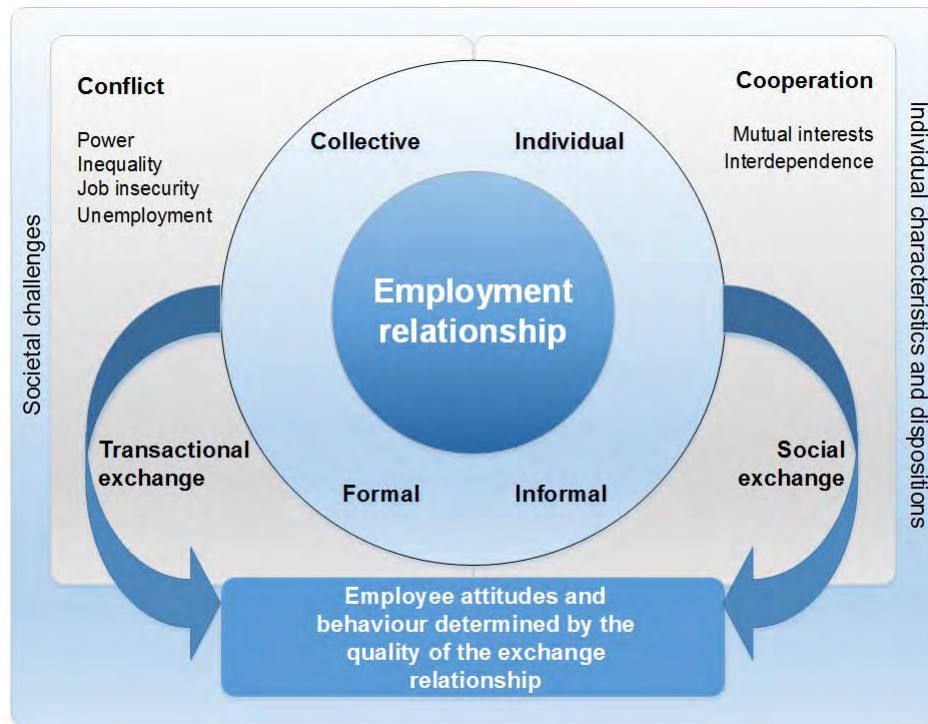 Conflict
Power
Inequality
Job insecurity
Unemployment
Cooperation
Mutual interests
Interdependence
Collective
Individual
Employment
relationship
Formal
Informal
Transactional
exchange
Social
exchange
Societal challenges
Individual characteristics and dispositions
Employee attitudes and
behaviour determined by the
quality of the exchange
relationship